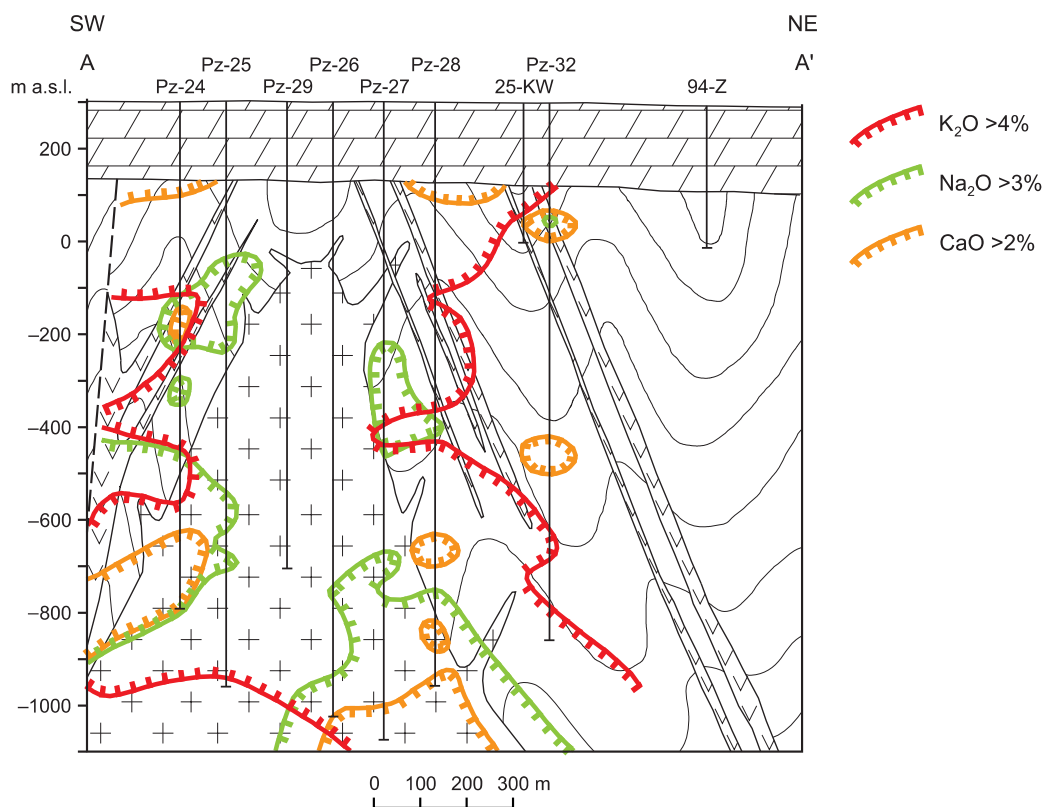 SW NE
A A'
Pz-25 Pz-26 Pz-28 Pz-32
m a.s.l. Pz-24 Pz-29 Pz-27 25-KW 94-Z
K₂O >4%
Na₂O >3%
CaO >2%
200
0
–200
–400
–600
–800
–1000
0 100 200 300 m